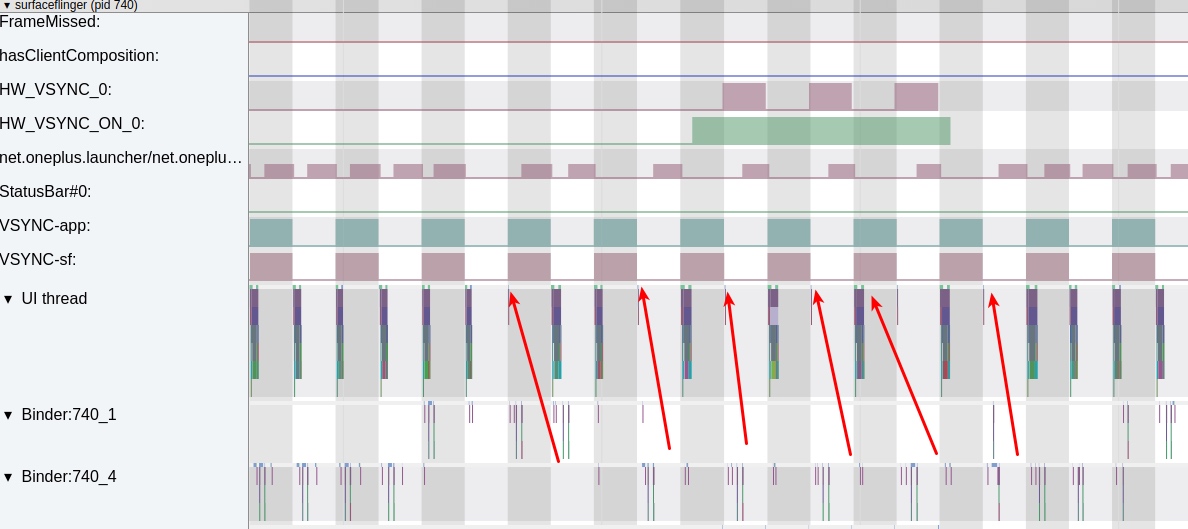 ▼ surfaceflinger (pid 740)
FrameMissed:
hasClientComposition:
HW_VSYNC_0:
HW_VSYNC_ON_0:
net.oneplus.launcher/net.oneplu…
StatusBar#0:
VSYNC-app:
VSYNC-sf:
▼ UI thread
▼ Binder:740_1
▼ Binder:740_4